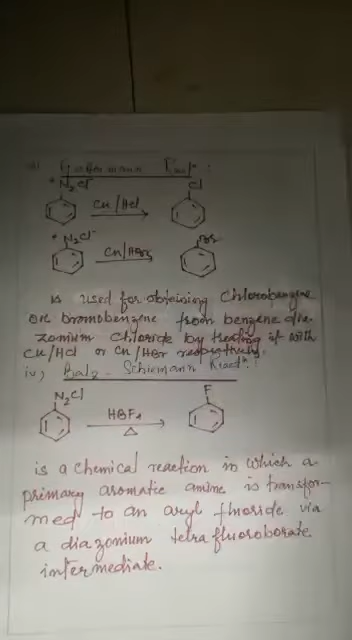 Gattermann Reacⁿ :
⁺N₂Cl⁻ Cl
Cu/HCl
⁺N₂Cl⁻ Br
Cu/HBr
is used for obtaining Chlorobenzene
or bromobenzene from benzene dia-
zonium chloride by treating it with
Cu/HCl or Cu/HBr respectively.
iv, Balz-Schiemann Reactⁿ :
N₂Cl F
HBF₄
Δ
is a chemical reaction in which a
primary aromatic amine is transfor-
med to an aryl fluoride via
a diazonium tetra fluoroborate
intermediate.